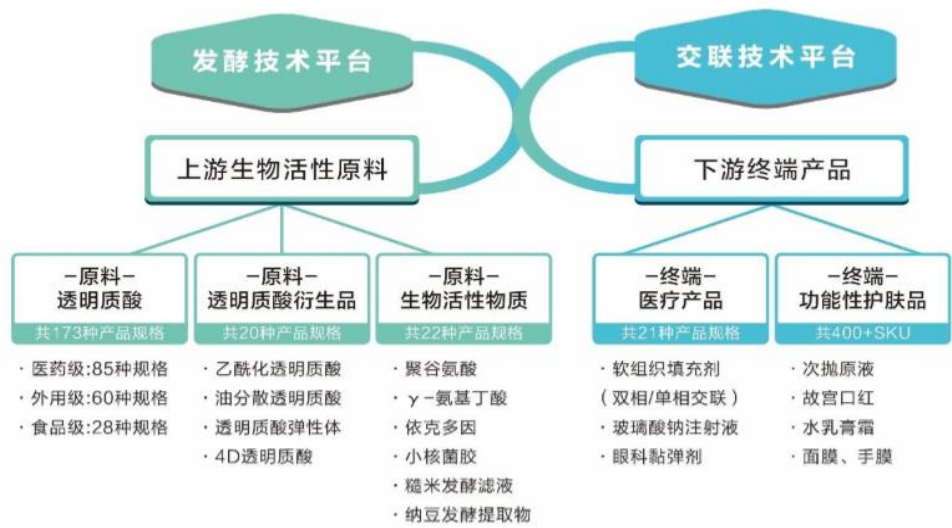 发酵技术平台
交联技术平台
上游生物活性原料
下游终端产品
-原料-
透明质酸
共173种产品规格
· 医药级:85种规格
· 外用级:60种规格
· 食品级:28种规格
-原料-
透明质酸衍生品
共20种产品规格
· 乙酰化透明质酸
· 油分散透明质酸
· 透明质酸弹性体
· 4D透明质酸
-原料-
生物活性物质
共22种产品规格
· 聚谷氨酸
· γ-氨基丁酸
· 依克多因
· 小核菌胶
· 糙米发酵滤液
· 纳豆发酵提取物
-终端-
医疗产品
共21种产品规格
· 软组织填充剂
(双相/单相交联)
· 玻璃酸钠注射液
· 眼科黏弹剂
-终端-
功能性护肤品
共400+SKU
· 次抛原液
· 故宫口红
· 水乳膏霜
· 面膜、手膜